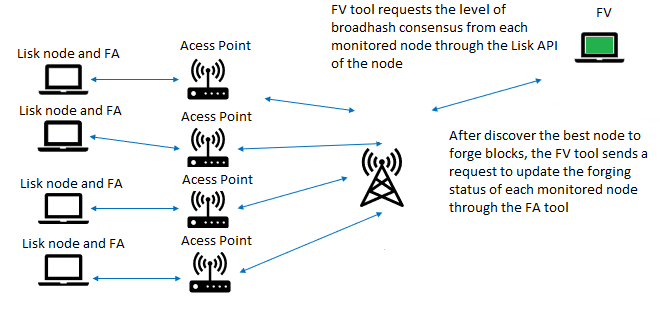 FV tool requests the level of
broadhash consensus from each
monitored node through the Lisk API
of the node
FV
Lisk node and FA
Acess Point
Lisk node and FA
Acess Point
Lisk node and FA
Acess Point
Lisk node and FA
Acess Point
After discover the best node to
forge blocks, the FV tool sends a
request to update the forging
status of each monitored node
through the FA tool